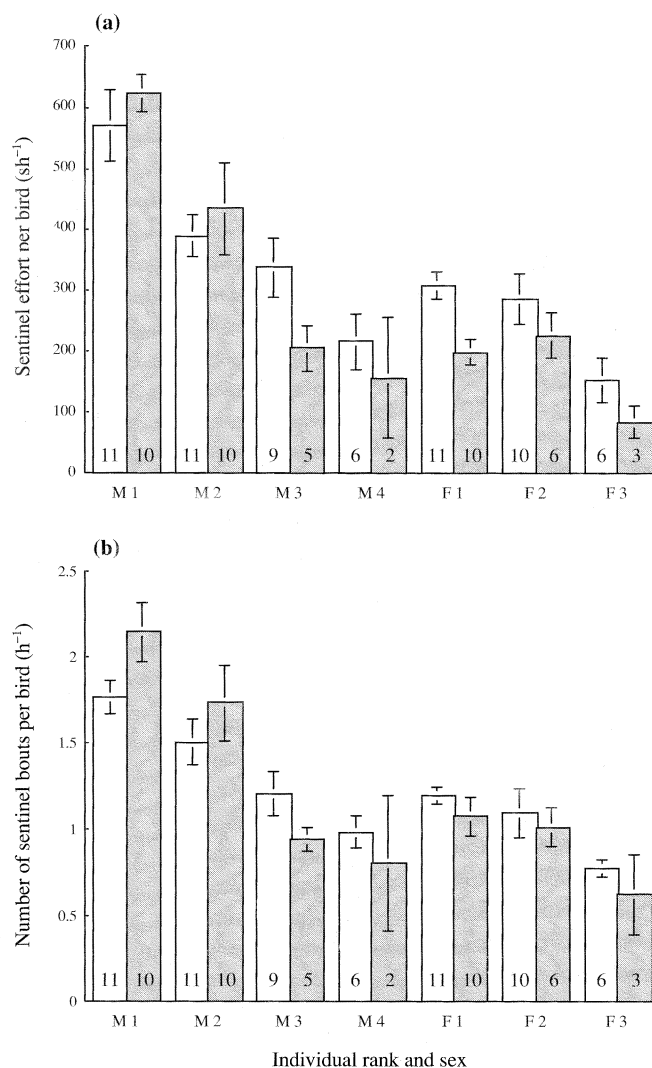 (a)
Sentinel effort per bird (sh⁻¹)
700
600
500
400
300
200
100
0
11 10 11 10 9 5 6 2 11 10 10 6 6 3
M 1 M 2 M 3 M 4 F 1 F 2 F 3
(b)
Number of sentinel bouts per bird (h⁻¹)
2.5
2
1.5
1
0.5
0
11 10 11 10 9 5 6 2 11 10 10 6 6 3
M 1 M 2 M 3 M 4 F 1 F 2 F 3
Individual rank and sex